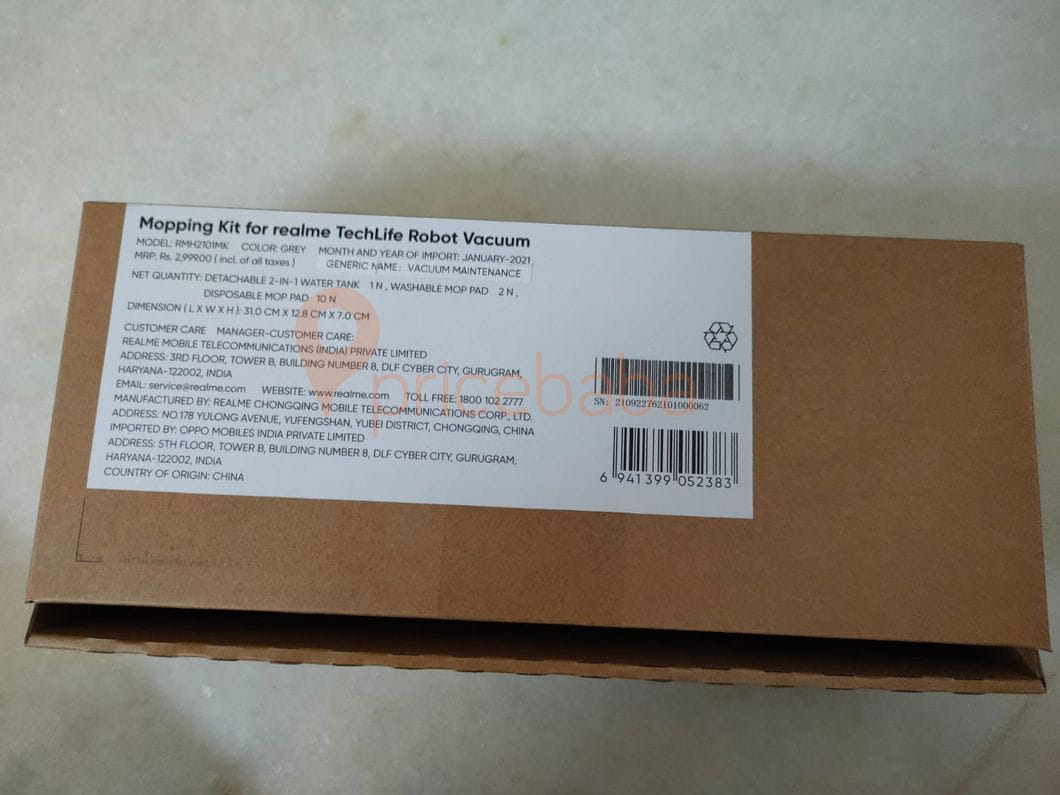 Mopping Kit for realme TechLife Robot Vacuum
MODEL: RMH2101MK COLOR: GREY MONTH AND YEAR OF IMPORT: JANUARY-2021
MRP: Rs. 2,999.00 ( incl. of all taxes ) GENERIC NAME: VACUUM MAINTENANCE
NET QUANTITY: DETACHABLE 2-IN-1 WATER TANK 1 N , WASHABLE MOP PAD 2 N ,
DISPOSABLE MOP PAD 10 N
DIMENSION ( L X W X H ): 31.0 CM X 12.8 CM X 7.0 CM
CUSTOMER CARE MANAGER-CUSTOMER CARE:
REALME MOBILE TELECOMMUNICATIONS (INDIA) PRIVATE LIMITED
ADDRESS: 3RD FLOOR, TOWER B, BUILDING NUMBER 8, DLF CYBER CITY, GURUGRAM,
HARYANA-122002, INDIA
EMAIL: service@realme.com WEBSITE: www.realme.com TOLL FREE: 1800 102 2777
MANUFACTURED BY: REALME CHONGQING MOBILE TELECOMMUNICATIONS CORP., LTD.
ADDRESS: NO.178 YULONG AVENUE, YUFENGSHAN, YUBEI DISTRICT, CHONGQING, CHINA
IMPORTED BY: OPPO MOBILES INDIA PRIVATE LIMITED
ADDRESS: 5TH FLOOR, TOWER B, BUILDING NUMBER 8, DLF CYBER CITY, GURUGRAM,
HARYANA-122002, INDIA
COUNTRY OF ORIGIN: CHINA
SN: 210922762101000062
6 941399 052383
pricebaba